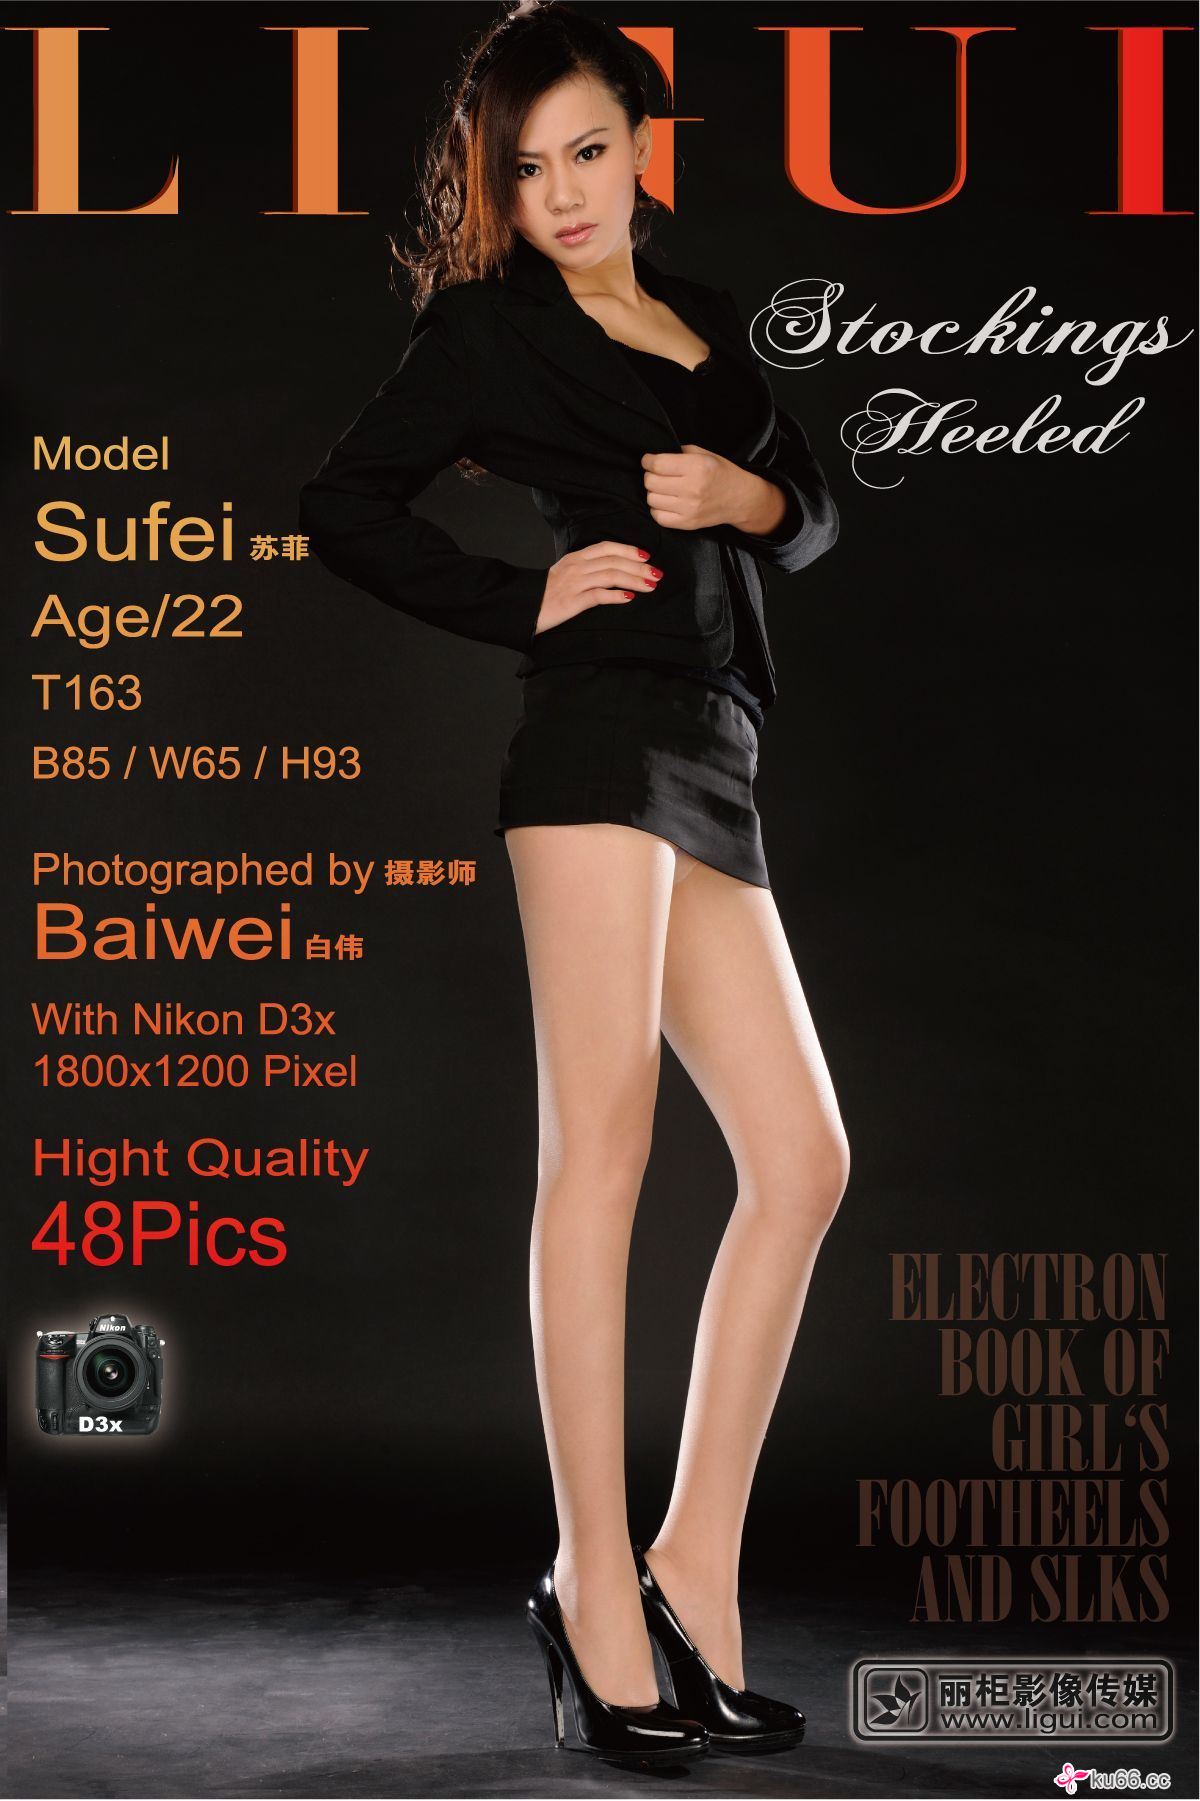 LIGUI
Stockings
Heeled
Model
Sufei 苏菲
Age/22
T163
B85 / W65 / H93
Photographed by 摄影师
Baiwei 白伟
With Nikon D3x
1800x1200 Pixel
Hight Quality
48Pics
Nikon
D3x
ELECTRON
BOOK OF
GIRL‘S
FOOTHEELS
AND SLKS
丽柜影像传媒
www.ligui.com
ku66.cc